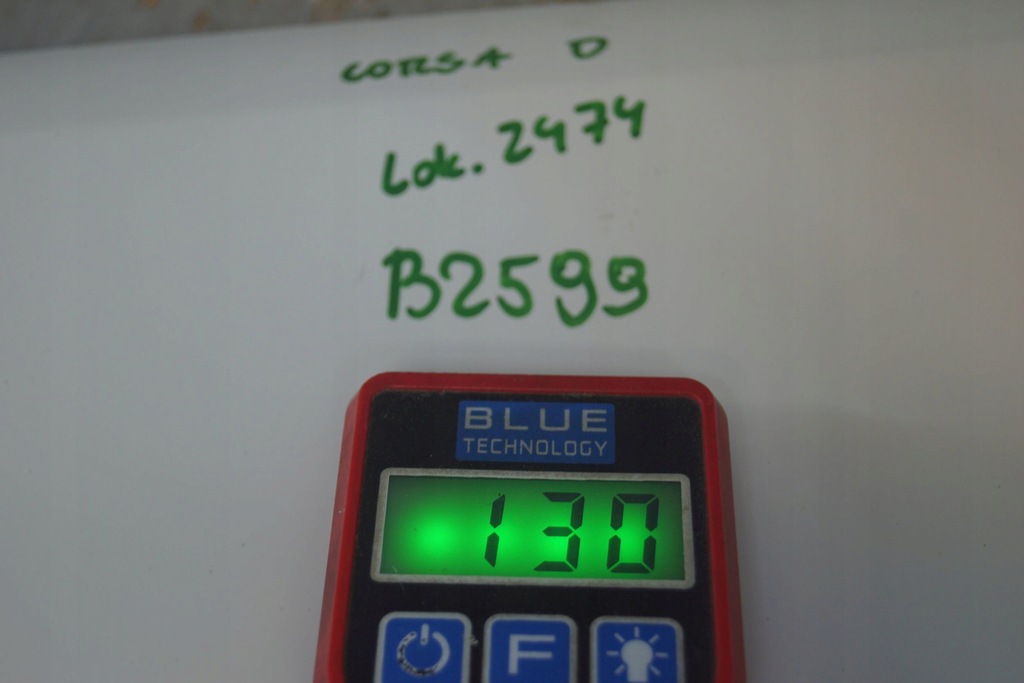 CORSA D
Lok. 2474
B2599
BLUE
TECHNOLOGY
130
F